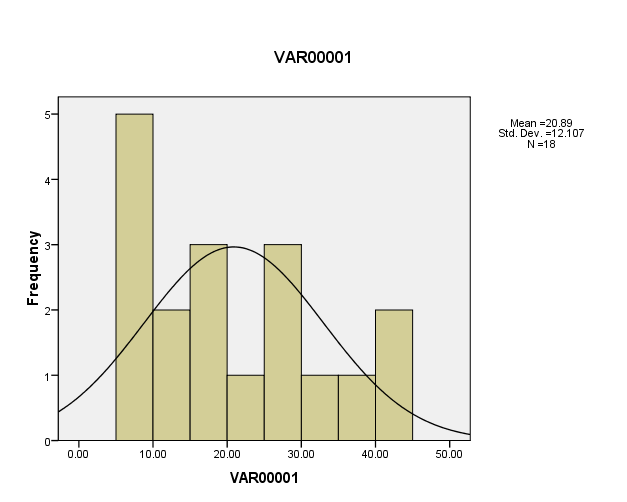 VAR00001
Mean =20.89
Std. Dev. =12.107
N =18
Frequency
5
4
3
2
1
0
0.00 10.00 20.00 30.00 40.00 50.00
VAR00001